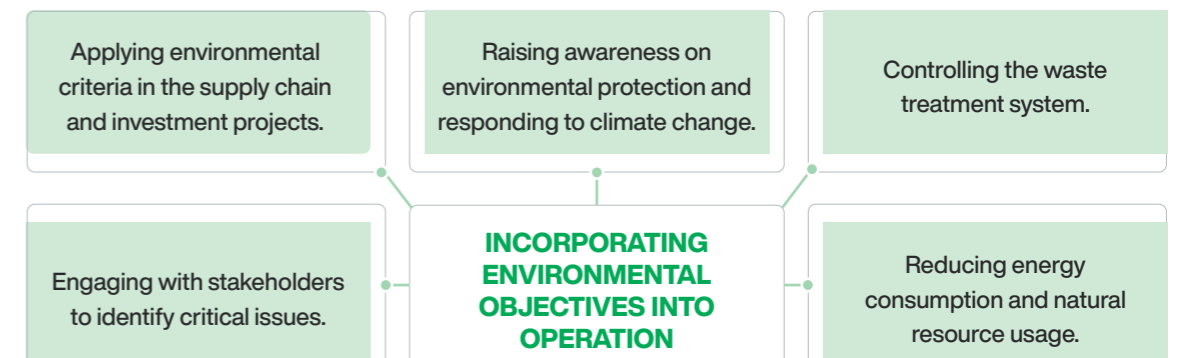 Applying environmental
criteria in the supply chain
and investment projects.
Raising awareness on
environmental protection and
responding to climate change.
Controlling the waste
treatment system.
Engaging with stakeholders
to identify critical issues.
INCORPORATING
ENVIRONMENTAL
OBJECTIVES INTO
OPERATION
Reducing energy
consumption and natural
resource usage.